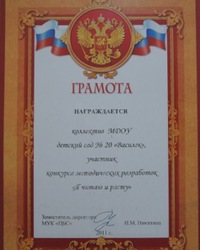 ГРАМОТА
НАГРАЖДАЕТСЯ
коллектив МДОУ
детский сад № 20 «Василек»,
участник
конкурса методических разработок
«Я читаю и расту»
Заместитель директора
МУК «ЦБС»
2011 г.